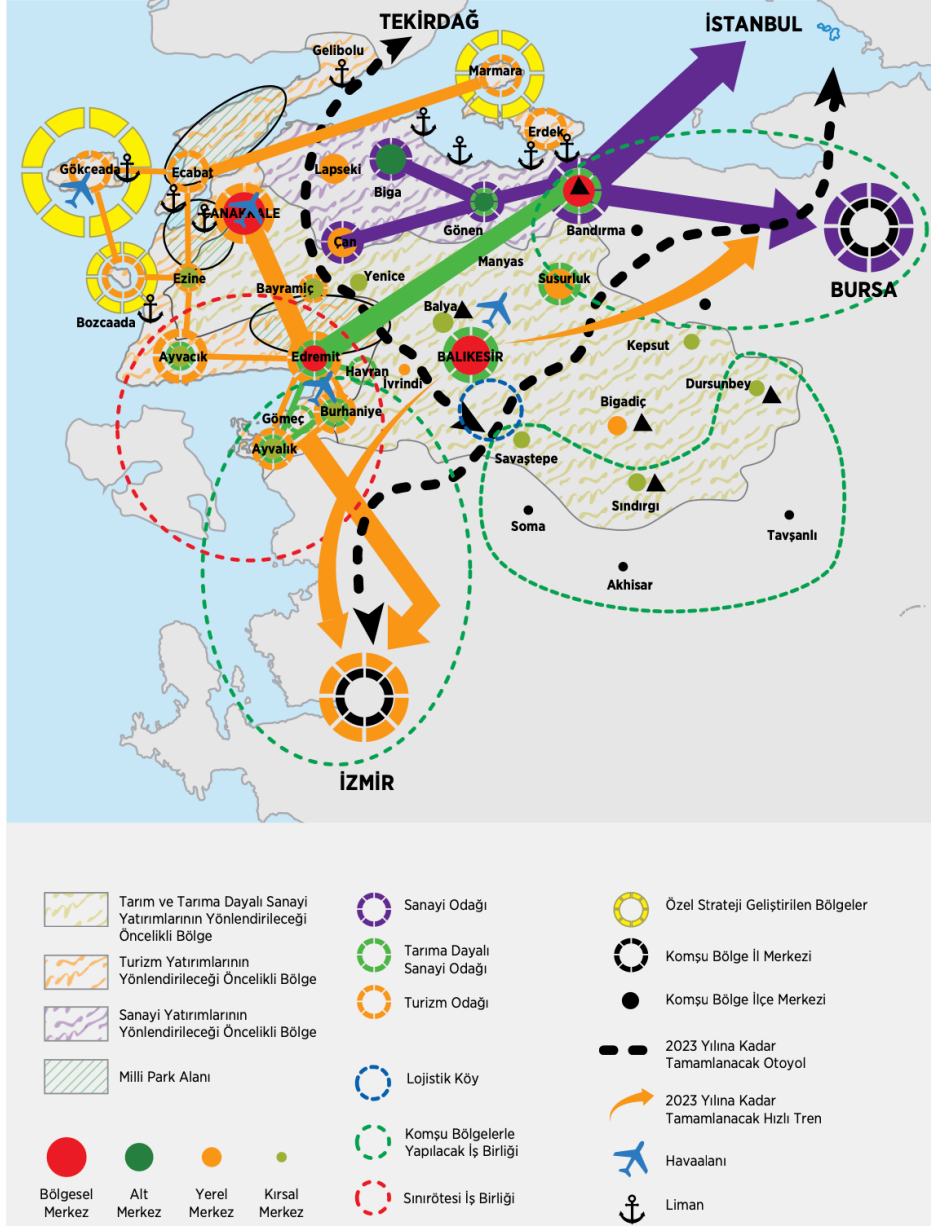 TEKİRDAĞ
İSTANBUL
Gelibolu
Marmara
Erdek
Gökceada
Ecabat
Lapseki
Biga
ÇANAKKALE
Çan
Gönen
Bandırma
BURSA
Manyas
Ezine
Bayramiç
Yenice
Susurluk
Bozcaada
Balya
Ayvacık
Edremit
Havran
İvrindi
BALIKESİR
Kepsut
Dursunbey
Bigadiç
Gömeç
Burhaniye
Ayvalık
Savaştepe
Sındırgı
Soma
Tavşanlı
Akhisar
İZMİR
Tarım ve Tarıma Dayalı Sanayi
Yatırımlarının Yönlendirileceği
Öncelikli Bölge
Turizm Yatırımlarının
Yönlendirileceği Öncelikli Bölge
Sanayi Yatırımlarının
Yönlendirileceği Öncelikli Bölge
Milli Park Alanı
Bölgesel
Merkez
Alt
Merkez
Yerel
Merkez
Kırsal
Merkez
Sanayi Odağı
Tarıma Dayalı
Sanayi Odağı
Turizm Odağı
Lojistik Köy
Komşu Bölgelerle
Yapılacak İş Birliği
Sınırötesi İş Birliği
Özel Strateji Geliştirilen Bölgeler
Komşu Bölge İl Merkezi
Komşu Bölge İlçe Merkezi
2023 Yılına Kadar
Tamamlanacak Otoyol
2023 Yılına Kadar
Tamamlanacak Hızlı Tren
Havaalanı
Liman